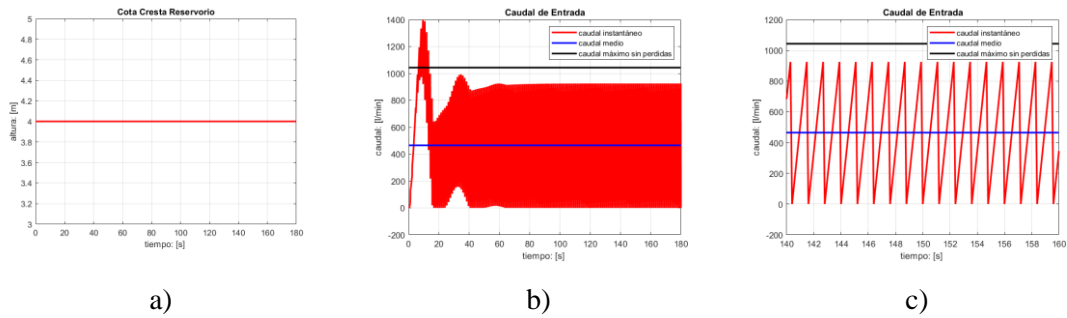 Cota Cresta Reservorio
5
4.8
4.6
4.4
4.2
4
3.8
3.6
3.4
3.2
3
altura: [m]
0 20 40 60 80 100 120 140 160 180
tiempo: [s]
a)
Caudal de Entrada
caudal instantáneo
caudal medio
caudal máximo sin perdidas
1400
1200
1000
800
600
400
200
0
-200
caudal: [l/min]
0 20 40 60 80 100 120 140 160 180
tiempo: [s]
b)
Caudal de Entrada
caudal instantáneo
caudal medio
caudal máximo sin perdidas
1200
1000
800
600
400
200
0
-200
caudal: [l/min]
140 142 144 146 148 150 152 154 156 158 160
tiempo: [s]
c)